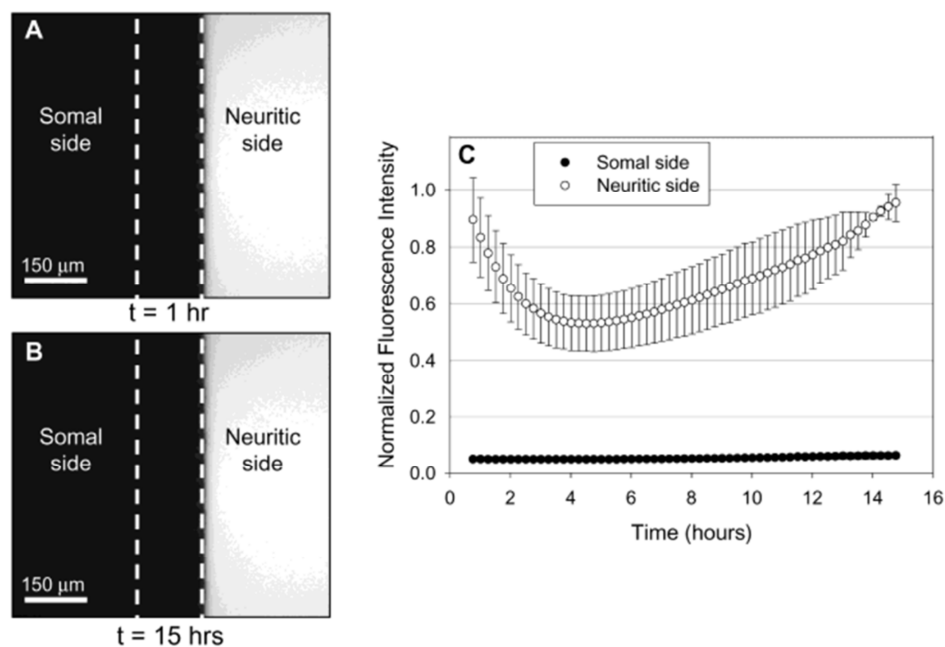 A
Somal
side
Neuritic
side
150 µm
t = 1 hr
B
Somal
side
Neuritic
side
150 µm
t = 15 hrs
C
Somal side
Neuritic side
Normalized Fluorescence Intensity
1.0
0.8
0.6
0.4
0.2
0.0
0 2 4 6 8 10 12 14 16
Time (hours)